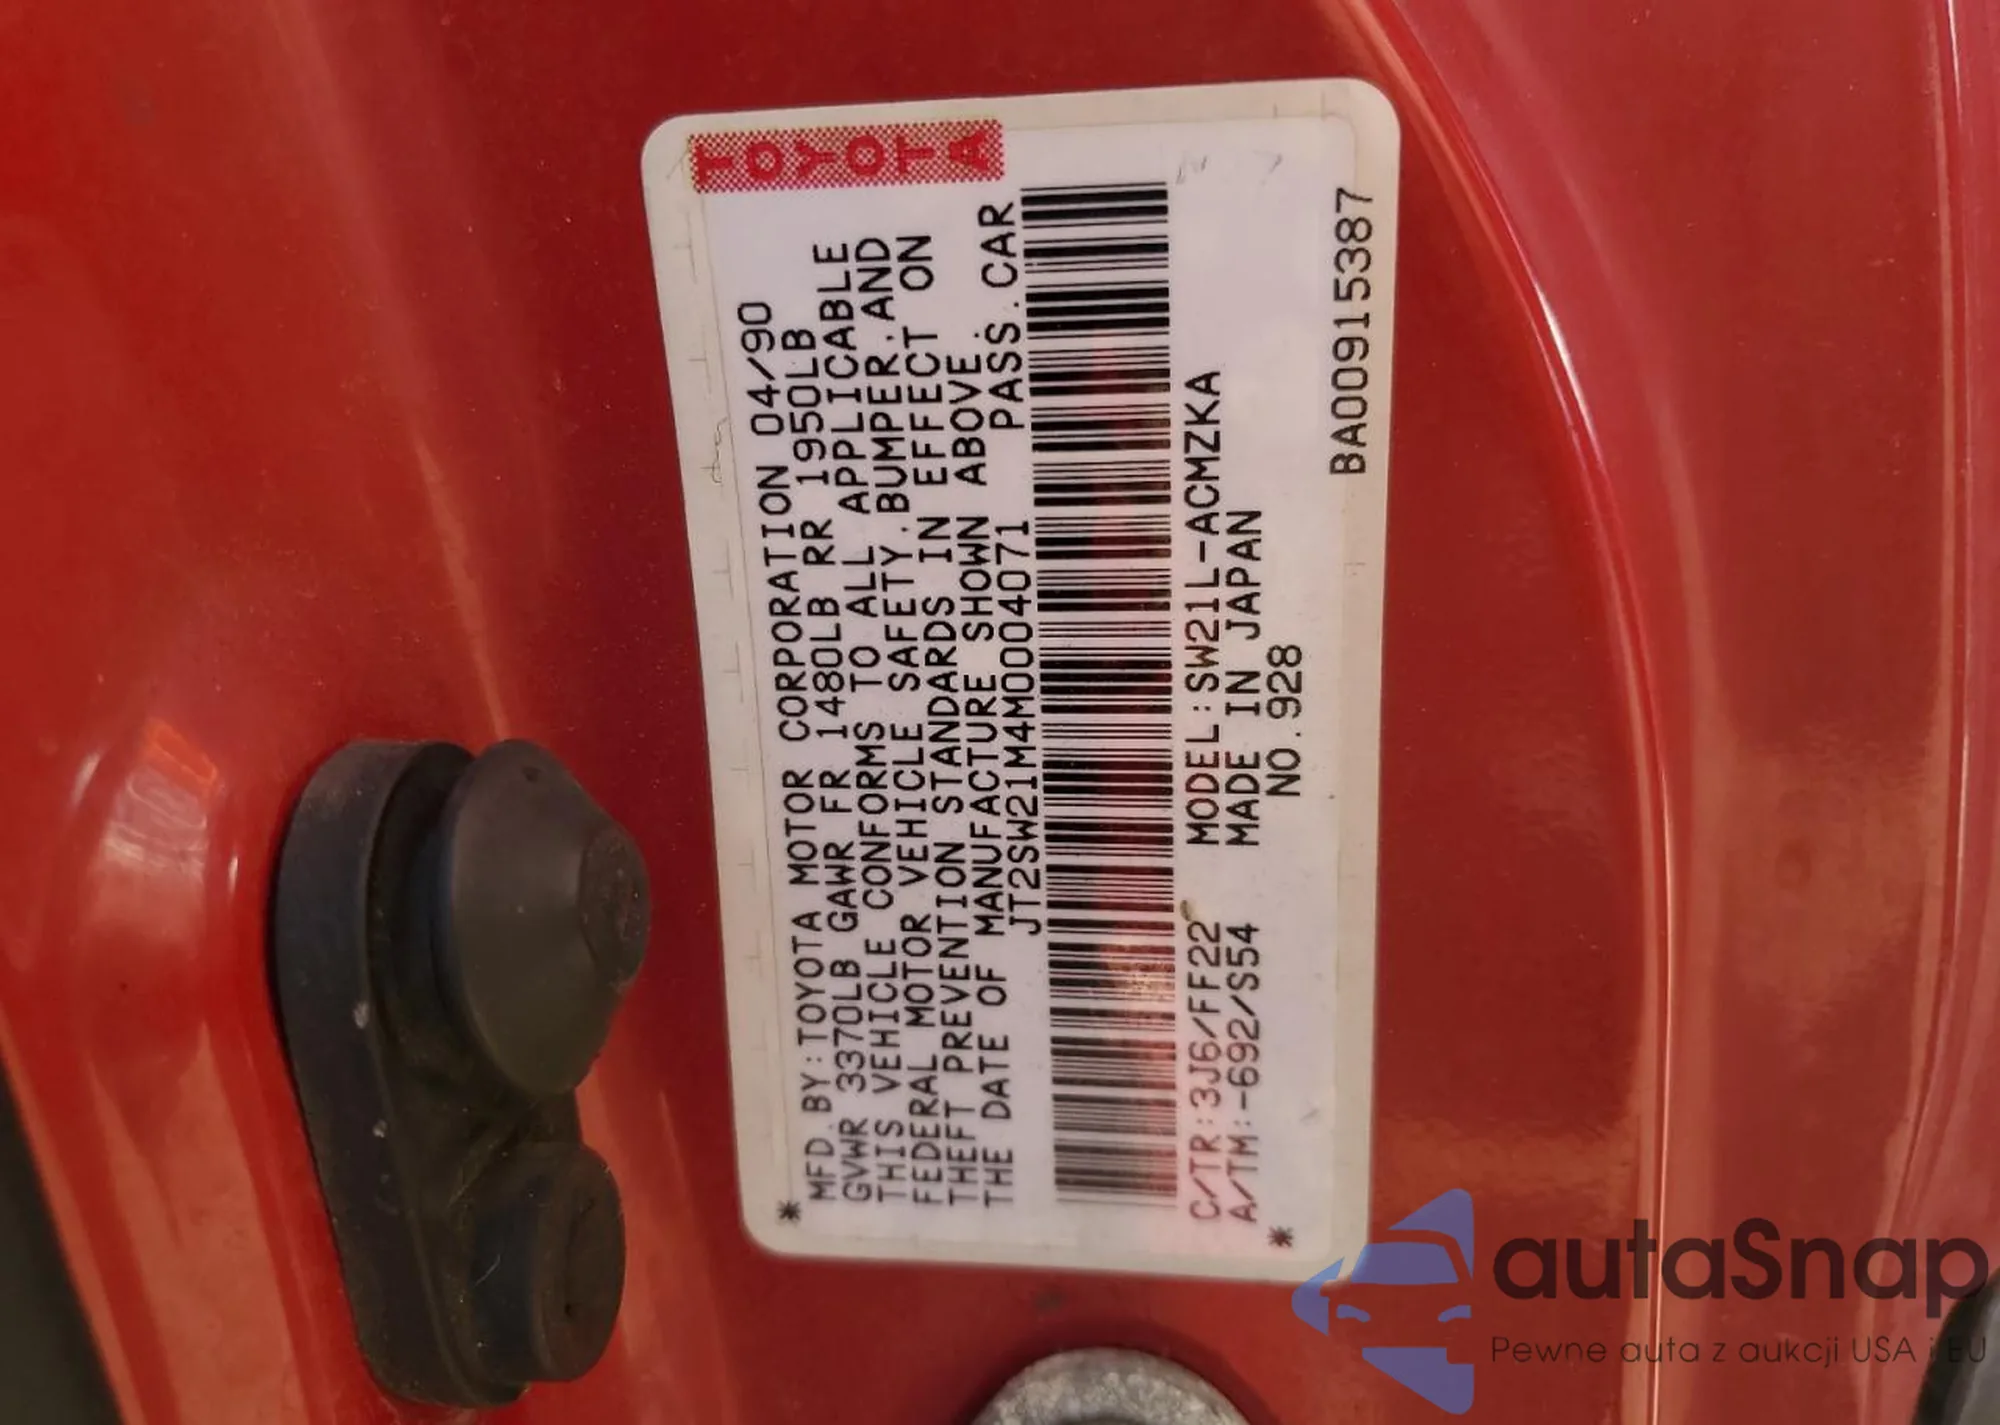 TOYOTA
MFD.BY:TOYOTA MOTOR CORPORATION 04/90
GVWR 3370LB GAWR FR 1480LB RR 1950LB
THIS VEHICLE CONFORMS TO ALL APPLICABLE
FEDERAL MOTOR VEHICLE SAFETY.BUMPER.AND
THEFT PREVENTION STANDARDS IN EFFECT ON
THE DATE OF MANUFACTURE SHOWN ABOVE.
JT2SW21M4M0004071 PASS.CAR
C/TR:3J6/FF22 MODEL:SW21L-ACMZKA
A/TM:-692/S54 MADE IN JAPAN
* NO.928 *
BA00915387
autaSnap
Pewne auta z aukcji USA i EU